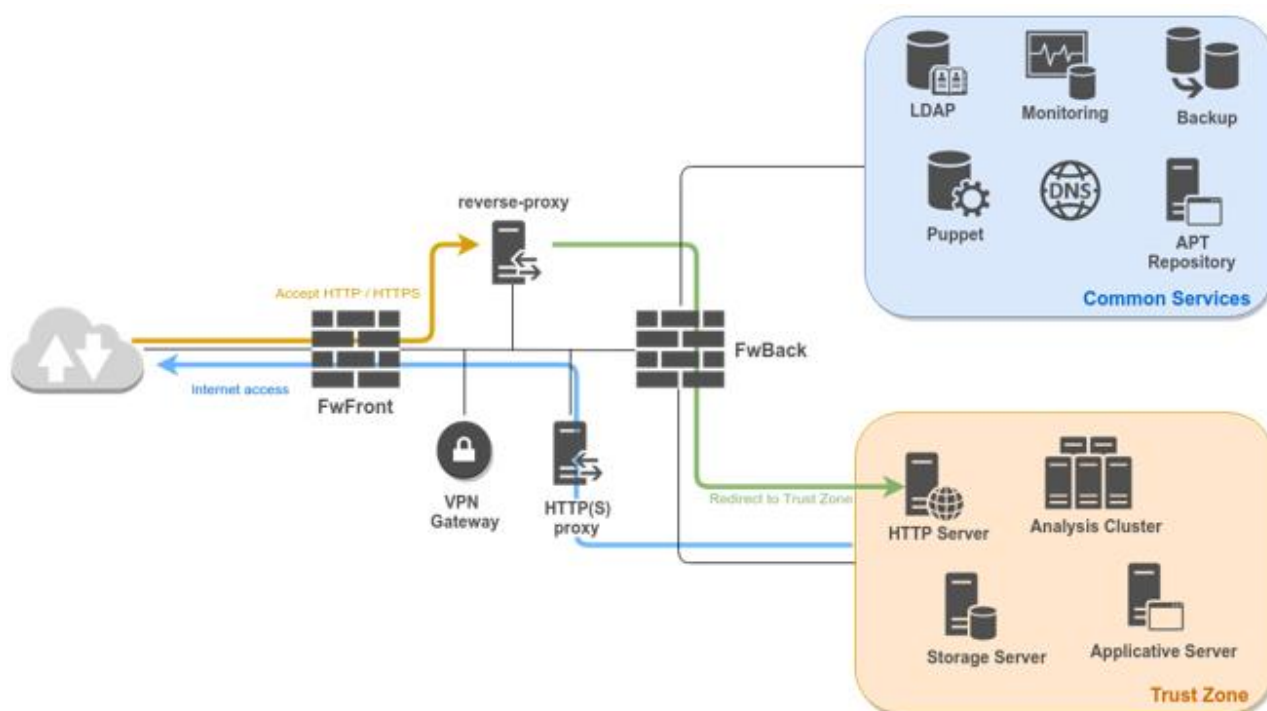 LDAP
Monitoring
Backup
Puppet
DNS
APT
Repository
Common Services
reverse-proxy
Accept HTTP / HTTPS
FwBack
Internet access
FwFront
VPN
Gateway
HTTP(S)
proxy
Redirect to Trust Zone
HTTP Server
Analysis Cluster
Storage Server
Applicative Server
Trust Zone